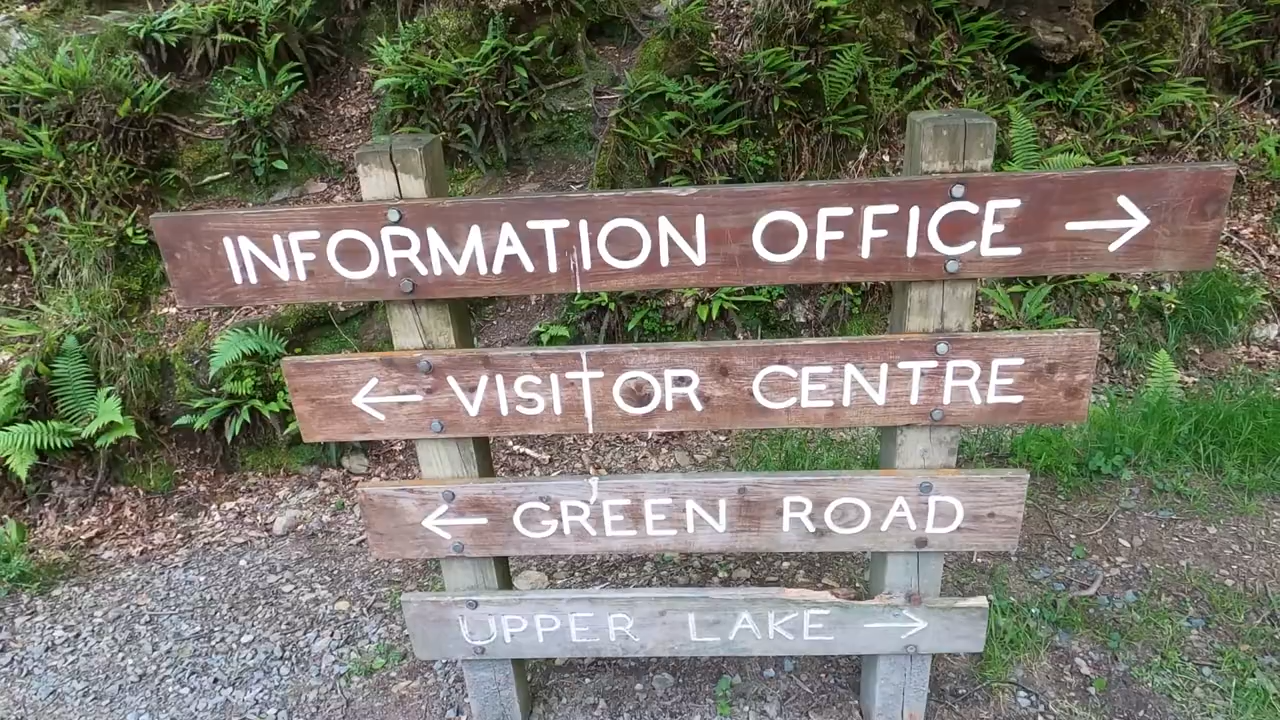 INFORMATION OFFICE →
← VISITOR CENTRE
← GREEN ROAD
UPPER LAKE →